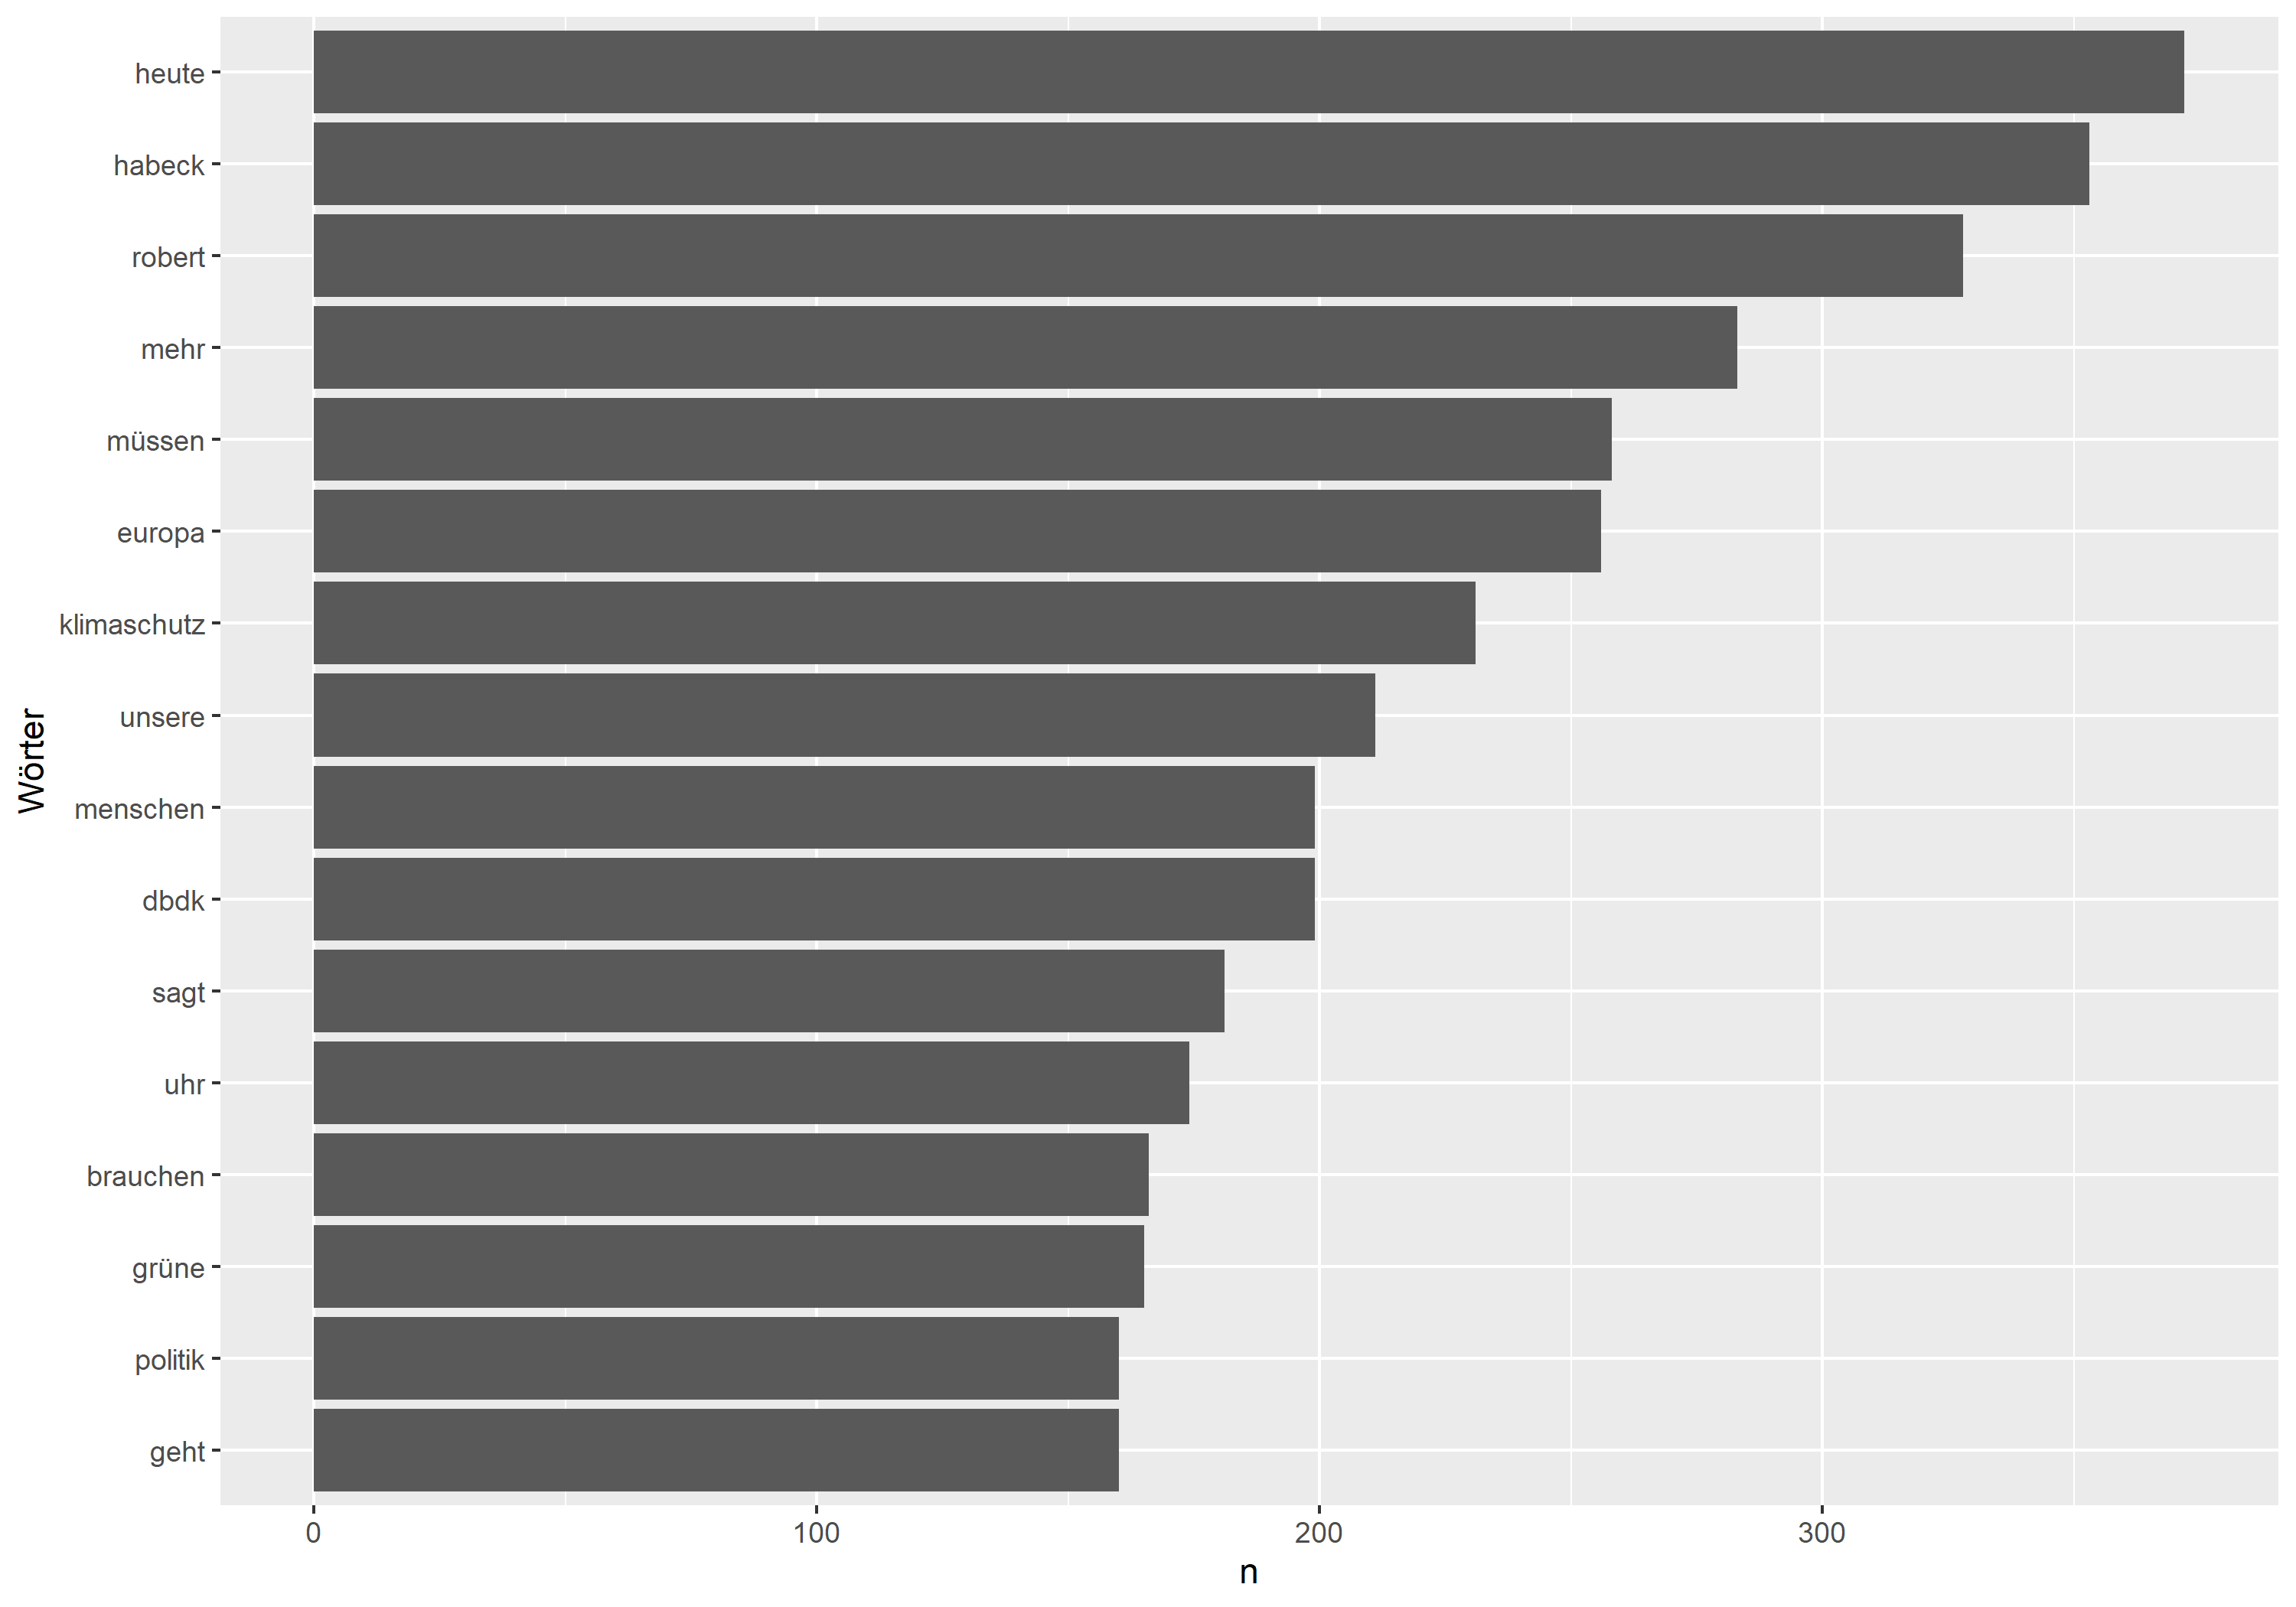 heute
habeck
robert
mehr
müssen
europa
klimaschutz
unsere
menschen
dbdk
sagt
uhr
brauchen
grüne
politik
geht
Wörter
0 100 200 300
n